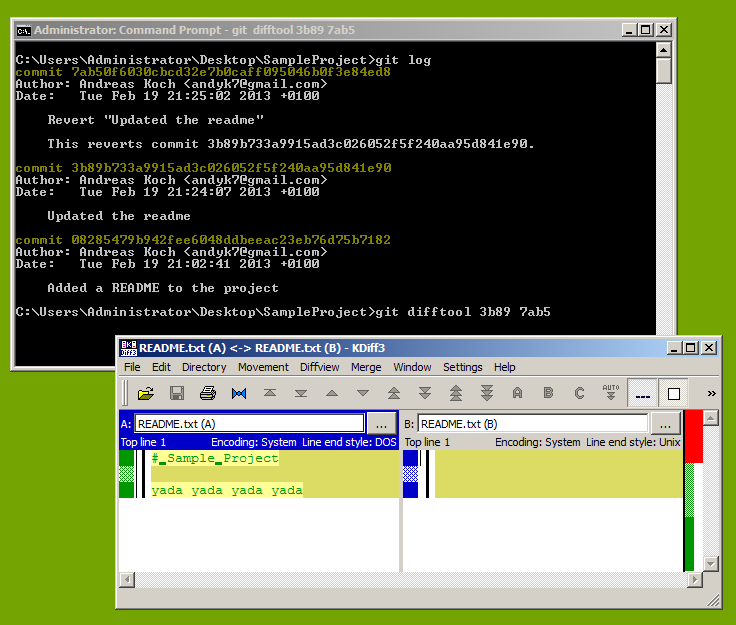 Administrator: Command Prompt - git  difftool 3b89 7ab5
C:\Users\Administrator\Desktop\SampleProject>git log
commit 7ab50f6030cbcd32e7b0caff095046b0f3e84ed8
Author: Andreas Koch <andyk7@gmail.com>
Date:   Tue Feb 19 21:25:02 2013 +0100
Revert "Updated the readme"
This reverts commit 3b89b733a9915ad3c026052f5f240aa95d841e90.
commit 3b89b733a9915ad3c026052f5f240aa95d841e90
Author: Andreas Koch <andyk7@gmail.com>
Date:   Tue Feb 19 21:24:07 2013 +0100
Updated the readme
commit 08285479b942fee6048ddbeeac23eb76d75b7182
Author: Andreas Koch <andyk7@gmail.com>
Date:   Tue Feb 19 21:02:41 2013 +0100
Added a README to the project
C:\Users\Administrator\Desktop\SampleProject>git difftool 3b89 7ab5
README.txt (A) <-> README.txt (B) - KDiff3
File Edit Directory Movement Diffview Merge Window Settings Help
A B C AUTO
A: README.txt (A) ... B: README.txt (B) ...
Top line 1 Encoding: System Line end style: DOS Top line 1 Encoding: System Line end style: Unix
#_Sample_Project
yada yada yada yada